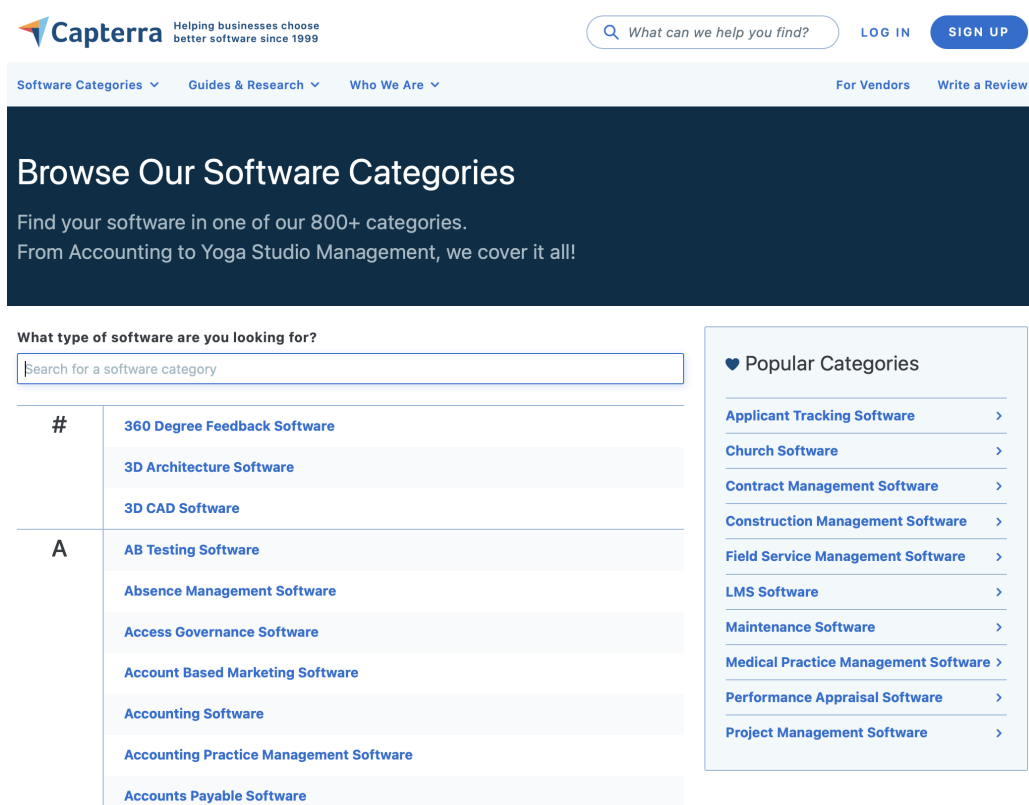 Capterra
Helping businesses choose
better software since 1999
What can we help you find?
LOG IN
SIGN UP
Software Categories
Guides & Research
Who We Are
For Vendors
Write a Review
Browse Our Software Categories
Find your software in one of our 800+ categories.
From Accounting to Yoga Studio Management, we cover it all!
What type of software are you looking for?
Search for a software category
#
360 Degree Feedback Software
3D Architecture Software
3D CAD Software
A
AB Testing Software
Absence Management Software
Access Governance Software
Account Based Marketing Software
Accounting Software
Accounting Practice Management Software
Accounts Payable Software
Popular Categories
Applicant Tracking Software
Church Software
Contract Management Software
Construction Management Software
Field Service Management Software
LMS Software
Maintenance Software
Medical Practice Management Software
Performance Appraisal Software
Project Management Software